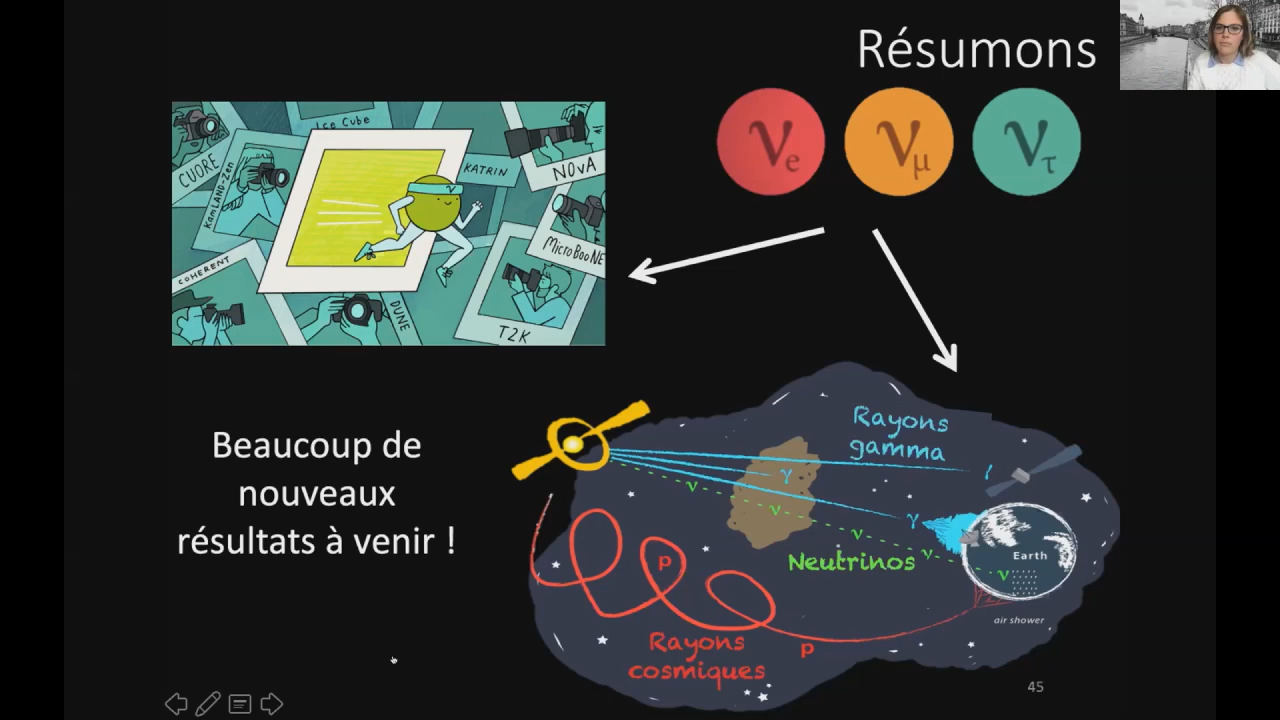 Résumons
νe νμ ντ
Ice Cube
CUORE
KamLAND-Zen
ν
KATRIN
NOνA
MicroBooNE
COHERENT
DUNE
T2K
Beaucoup de
nouveaux
résultats à venir !
Rayons
gamma
γ
γ
ν
ν
ν
ν
ν
Earth
Neutrinos
p
air shower
Rayons
cosmiques
p
45